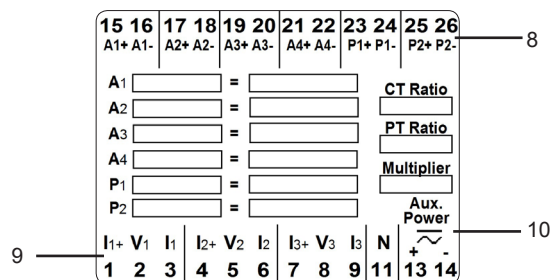 15 16 17 18 19 20 21 22 23 24 25 26
A1+ A1- A2+ A2- A3+ A3- A4+ A4- P1+ P1- P2+ P2-
8
A1 =
CT Ratio
A2 =
PT Ratio
A3 =
A4 =
Multiplier
P1 =
P2 =
Aux.
Power
10
9
I1+ V1 I1 I2+ V2 I2 I3+ V3 I3 N + -
1 2 3 4 5 6 7 8 9 11 13 14